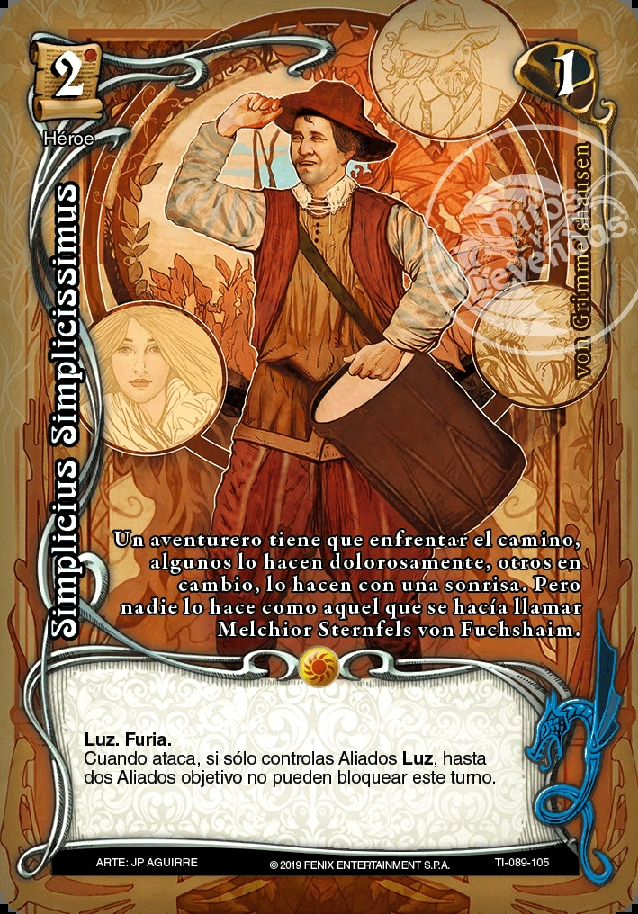 2
1
Héroe
Simplicius Simplicissimus
von Grimmelshausen
Mitos y
Leyendas
Un aventurero tiene que enfrentar el camino,
algunos lo hacen dolorosamente, otros en
cambio, lo hacen con una sonrisa. Pero
nadie lo hace como aquel que se hacía llamar
Melchior Sternfels von Fuchshaim.
Luz. Furia.
Cuando ataca, si sólo controlas Aliados Luz, hasta
dos Aliados objetivo no pueden bloquear este turno.
ARTE: JP AGUIRRE
© 2019 FENIX ENTERTAINMENT S.P.A.
TI-089-105